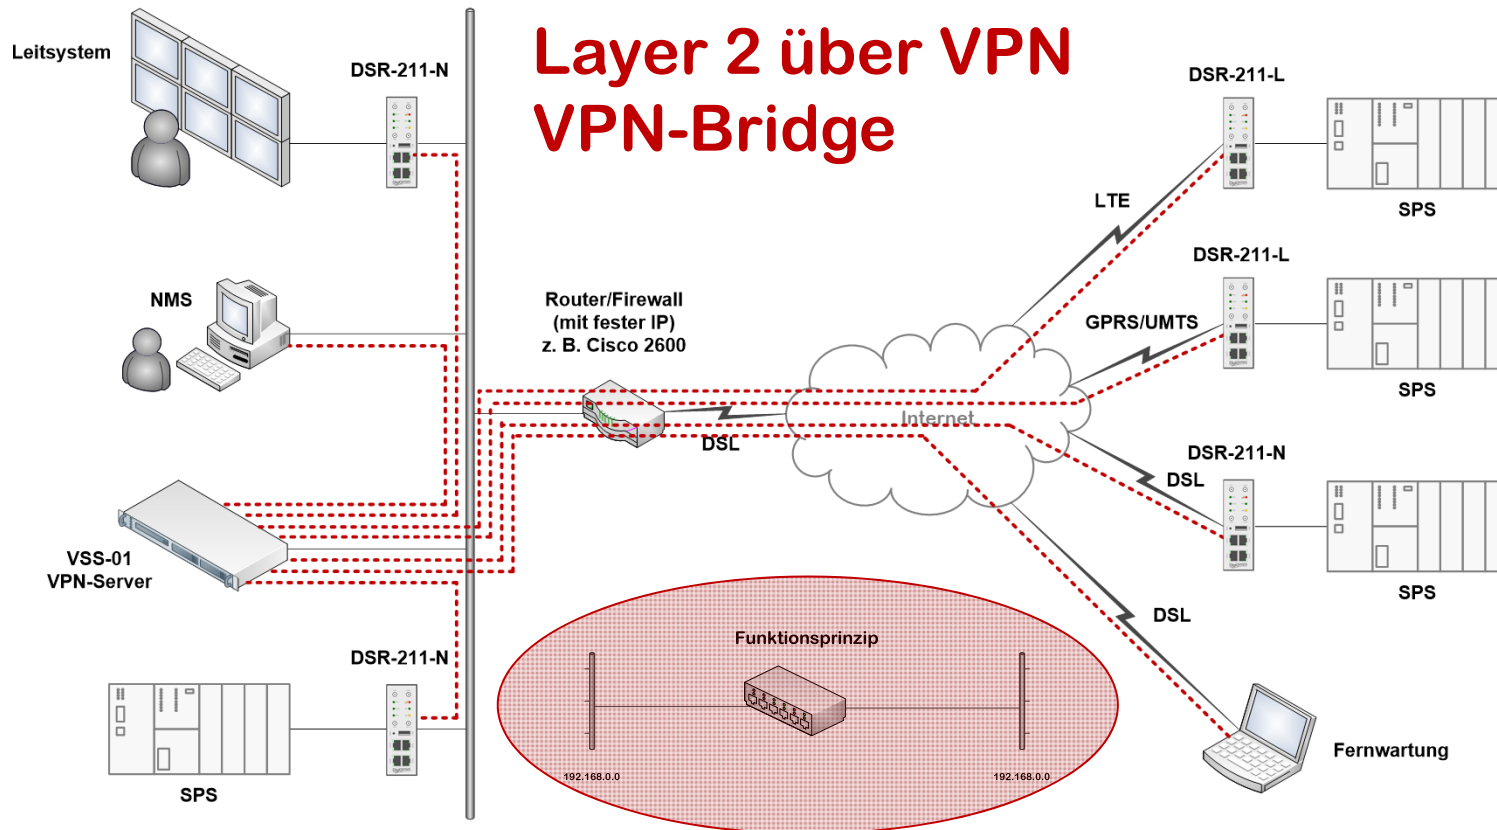 Layer 2 über VPN
VPN-Bridge
Leitsystem
DSR-211-N
NMS
Router/Firewall
(mit fester IP)
z. B. Cisco 2600
DSL
Internet
LTE
DSR-211-L
SPS
GPRS/UMTS
DSR-211-L
SPS
DSR-211-N
DSL
SPS
VSS-01
VPN-Server
DSR-211-N
SPS
Funktionsprinzip
192.168.0.0
192.168.0.0
DSL
Fernwartung